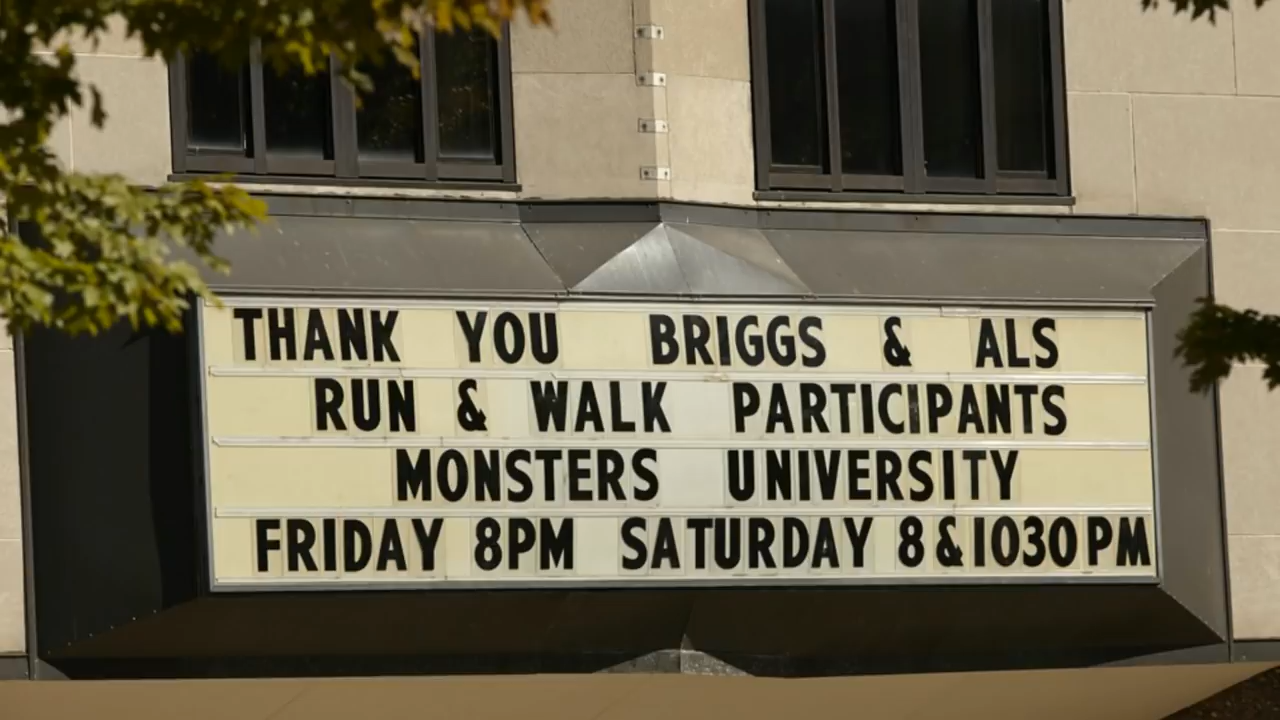 THANK YOU BRIGGS & ALS
RUN & WALK PARTICIPANTS
MONSTERS UNIVERSITY
FRIDAY 8PM SATURDAY 8&1030PM